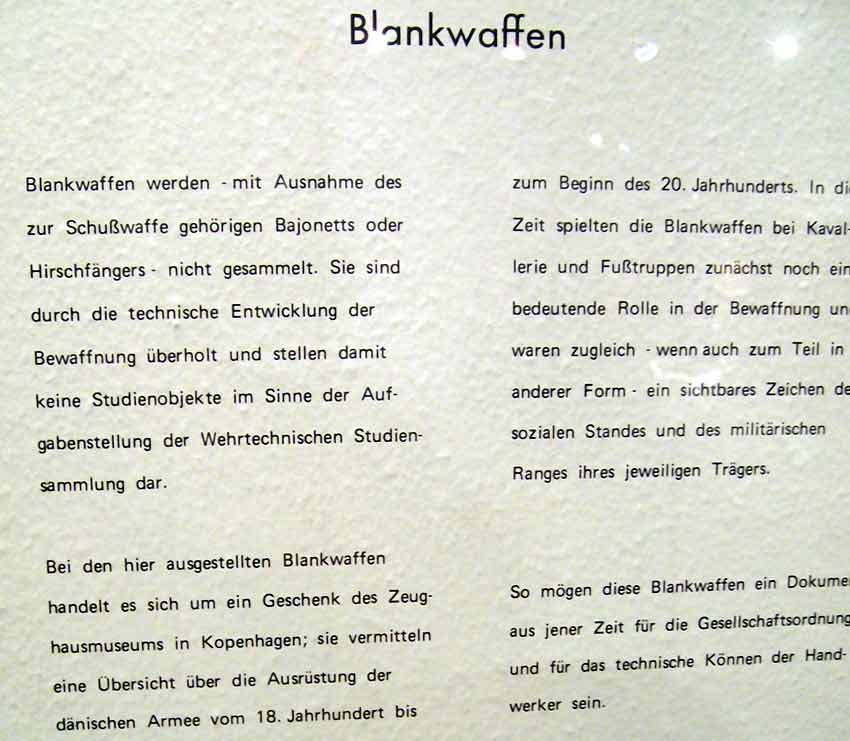 Blankwaffen
Blankwaffen werden - mit Ausnahme des
zur Schußwaffe gehörigen Bajonetts oder
Hirschfängers - nicht gesammelt. Sie sind
durch die technische Entwicklung der
Bewaffnung überholt und stellen damit
keine Studienobjekte im Sinne der Auf-
gabenstellung der Wehrtechnischen Studien-
sammlung dar.
Bei den hier ausgestellten Blankwaffen
handelt es sich um ein Geschenk des Zeug-
hausmuseums in Kopenhagen; sie vermitteln
eine Übersicht über die Ausrüstung der
dänischen Armee vom 18. Jahrhundert bis
zum Beginn des 20. Jahrhunderts. In
Zeit spielten die Blankwaffen bei Kaval-
lerie und Fußtruppen zunächst noch
bedeutende Rolle in der Bewaffnung
waren zugleich - wenn auch zum Teil in
anderer Form - ein sichtbares Zeichen
sozialen Standes und des militärischen
Ranges ihres jeweiligen Trägers.
So mögen diese Blankwaffen ein
aus jener Zeit für die Gesellschaftsordnung
und für das technische Können der Hand-
werker sein.